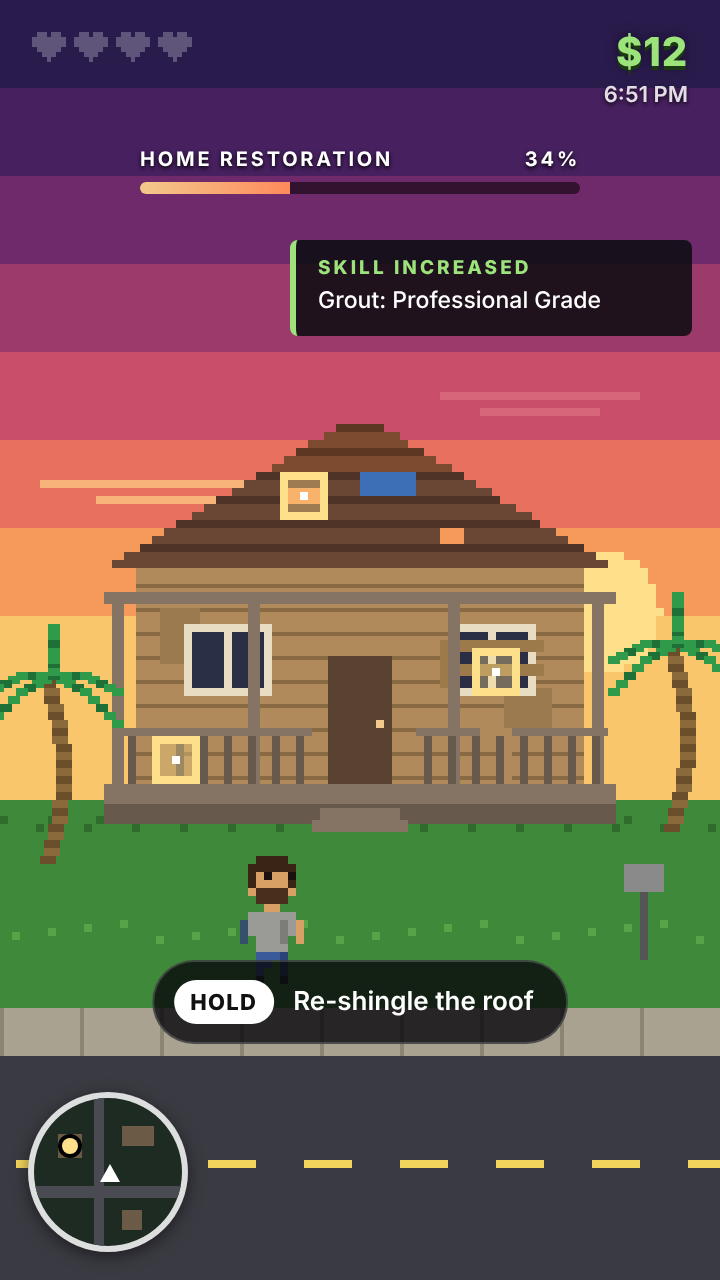 $12
6:51 PM
HOME RESTORATION 34%
SKILL INCREASED
Grout: Professional Grade
HOLD Re-shingle the roof